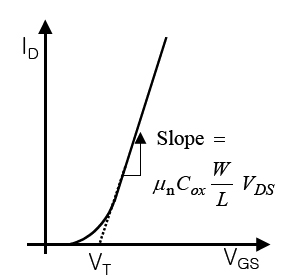 I_D
Slope =
μ_n C_ox W/L V_DS
V_T
V_GS